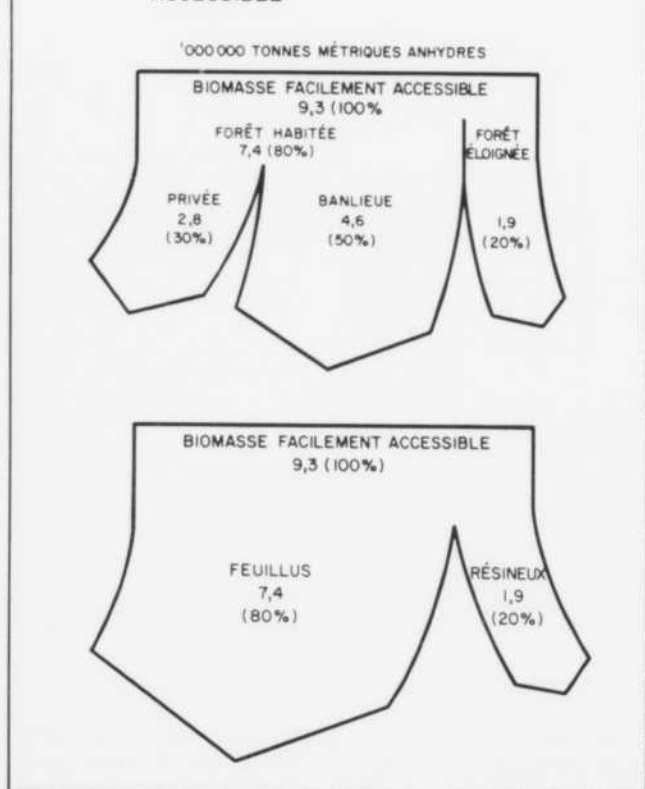 '000 000 TONNES MÉTRIQUES ANHYDRES
BIOMASSE FACILEMENT ACCESSIBLE
9,3 (100%
FORÊT HABITÉE
7,4 (80%)
FORÊT
ÉLOIGNÉE
PRIVÉE
2,8
(30%)
BANLIEUE
4,6
(50%)
1,9
(20%)
BIOMASSE FACILEMENT ACCESSIBLE
9,3 (100%)
FEUILLUS
7,4
(80%)
RÉSINEUX
1,9
(20%)